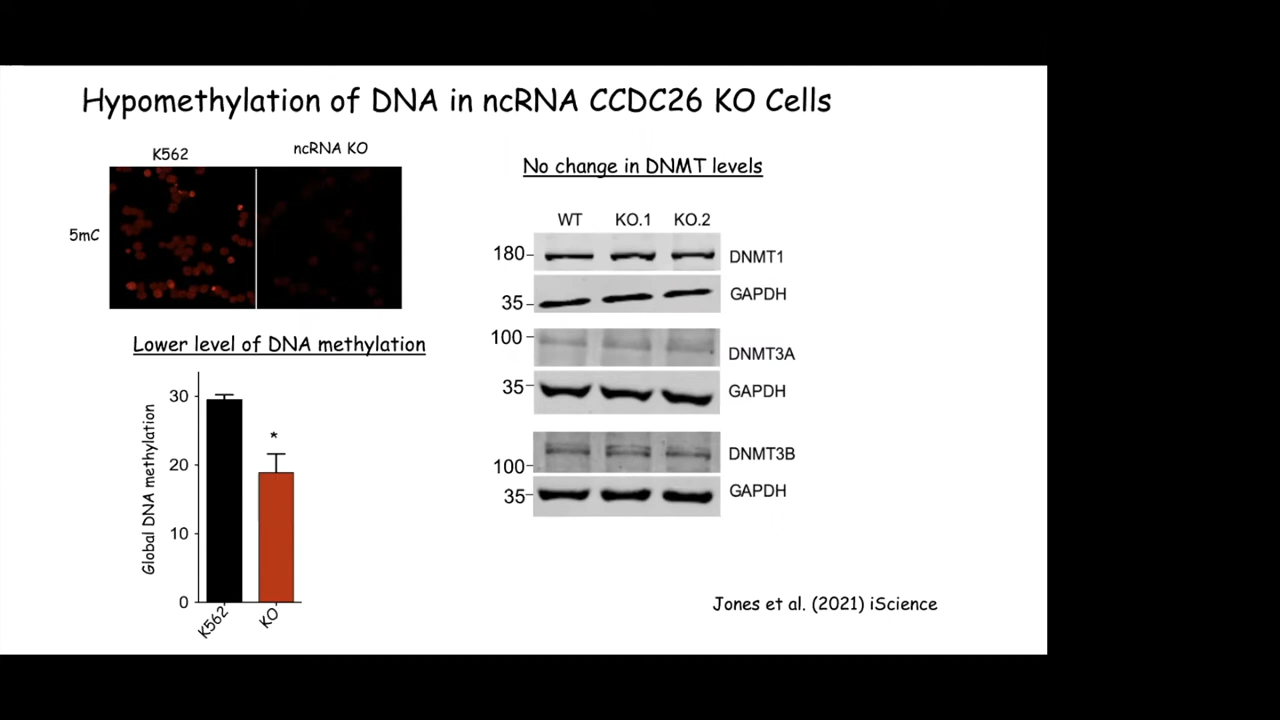 Hypomethylation of DNA in ncRNA CCDC26 KO Cells
K562
ncRNA KO
5mC
Lower level of DNA methylation
Global DNA methylation
30
20
10
0
*
K562
KO
No change in DNMT levels
WT KO.1 KO.2
180
DNMT1
35
GAPDH
100
DNMT3A
35
GAPDH
DNMT3B
100
35
GAPDH
Jones et al. (2021) iScience